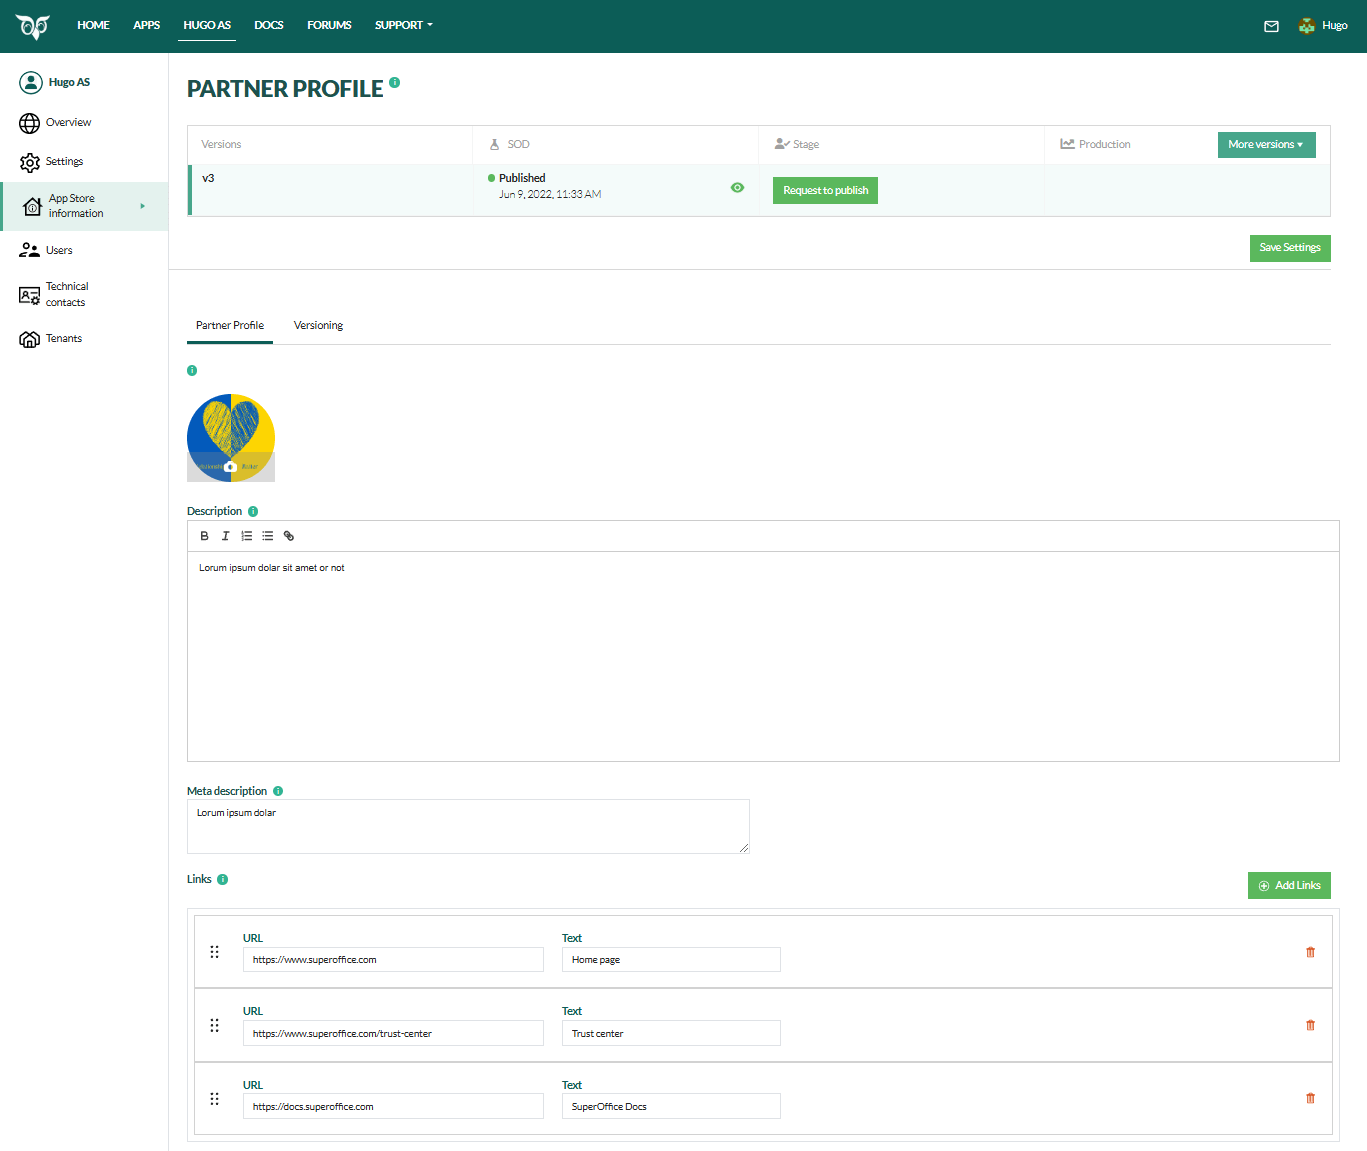 HOME APPS HUGO AS DOCS FORUMS SUPPORT Hugo
Hugo AS
Overview
Settings
App Store
information
Users
Technical
contacts
Tenants
PARTNER PROFILE
Versions SOD Stage Production More versions
v3 Published
Jun 9, 2022, 11:33 AM
Request to publish
Save Settings
Partner Profile Versioning
Description
Lorum ipsum dolar sit amet or not
Meta description
Lorum ipsum dolar
Links
Add Links
URL Text
https://www.superoffice.com Home page
URL Text
https://www.superoffice.com/trust-center Trust center
URL Text
https://docs.superoffice.com SuperOffice Docs